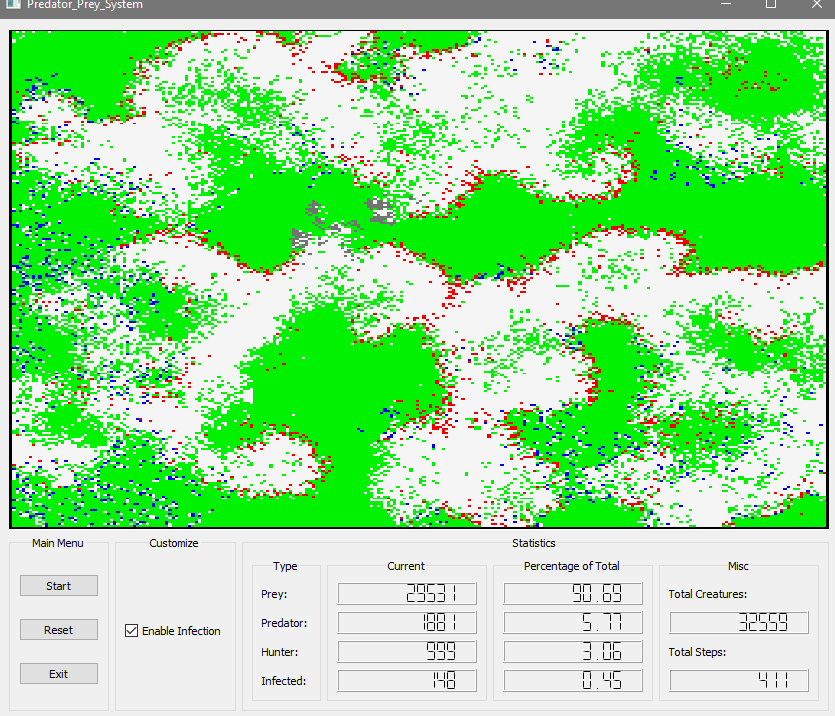 Predator_Prey_System
Main Menu
Start
Reset
Exit
Customize
Enable Infection
Statistics
Type Current Percentage of Total Misc
Prey: 29531 90.69 Total Creatures:
Predator: 1881 5.77 32559
Hunter: 999 3.06 Total Steps:
Infected: 148 0.45 411